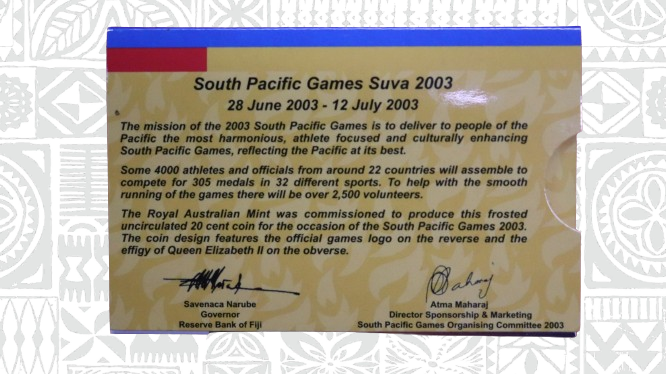 South Pacific Games Suva 2003
28 June 2003 - 12 July 2003
The mission of the 2003 South Pacific Games is to deliver to people of the
Pacific the most harmonious, athlete focused and culturally enhancing
South Pacific Games, reflecting the Pacific at its best.
Some 4000 athletes and officials from around 22 countries will assemble to
compete for 305 medals in 32 different sports. To help with the smooth
running of the games there will be over 2,500 volunteers.
The Royal Australian Mint was commissioned to produce this frosted
uncirculated 20 cent coin for the occasion of the South Pacific Games 2003.
The coin design features the official games logo on the reverse and the
effigy of Queen Elizabeth II on the obverse.
Savenaca Narube
Governor
Reserve Bank of Fiji
Atma Maharaj
Director Sponsorship & Marketing
South Pacific Games Organising Committee 2003